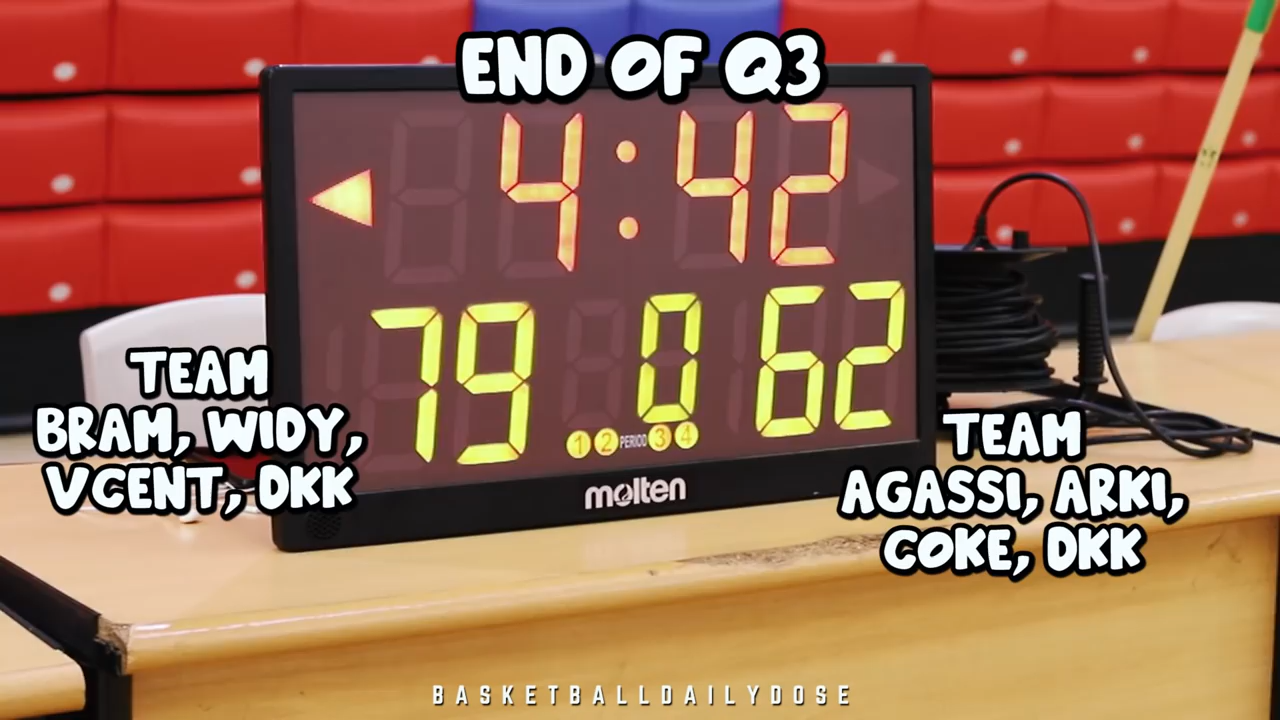 END OF Q3
4:42
79 0 62
1 2 PERIOD 3 4
molten
TEAM
BRAM, WIDY,
VCENT, DKK
TEAM
AGASSI, ARKI,
COKE, DKK
BASKETBALLDAILYDOSE